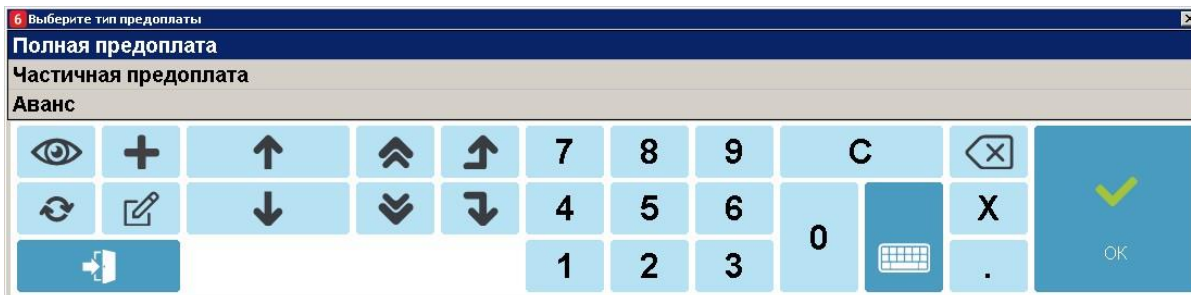 6 Выберите тип предоплаты
Полная предоплата
Частичная предоплата
Аванс
7 8 9 C
4 5 6 X
0
1 2 3 .
OK